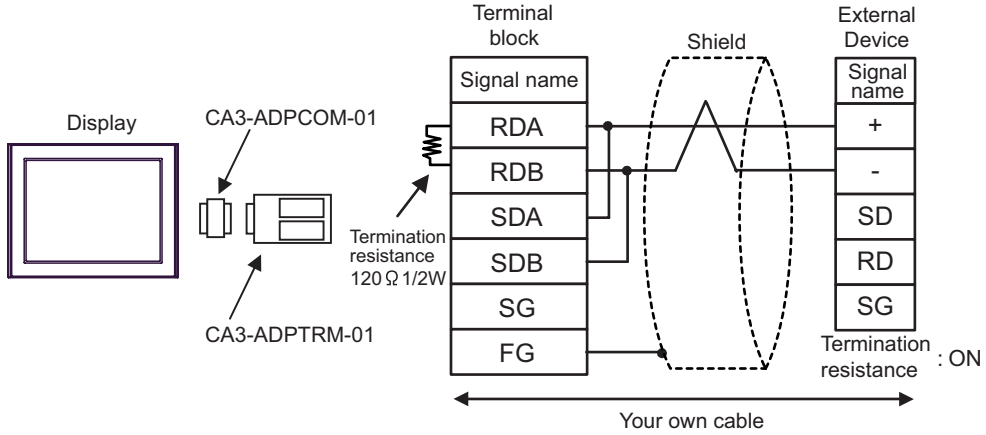 Display
CA3-ADPCOM-01
CA3-ADPTRM-01
Termination
resistance
120Ω 1/2W
Terminal
block
Signal name
RDA
RDB
SDA
SDB
SG
FG
Shield
External
Device
Signal
name
+
-
SD
RD
SG
Termination
resistance : ON
Your own cable